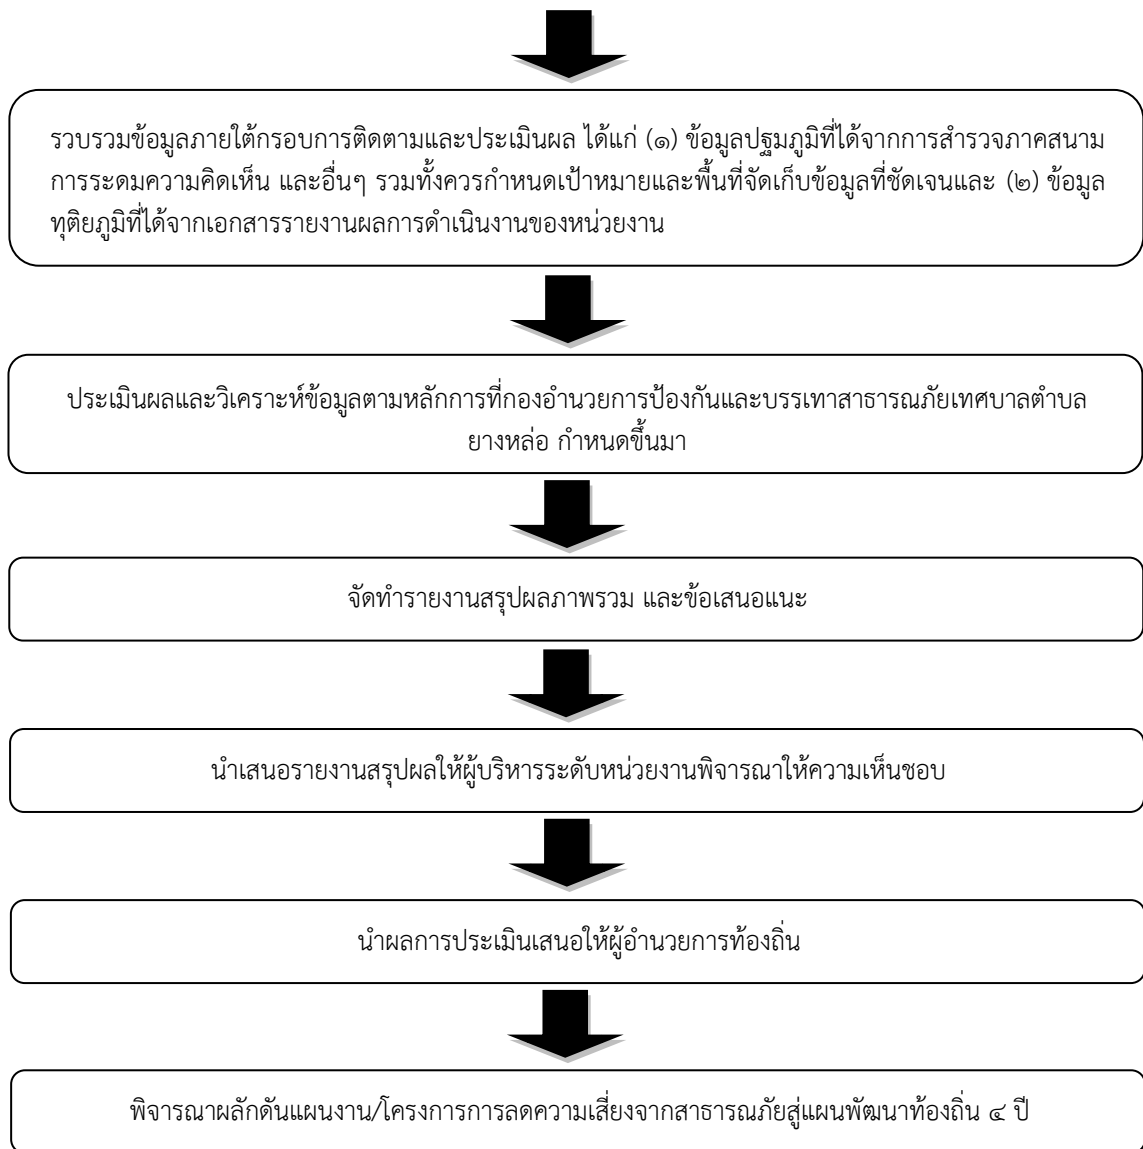 รวบรวมข้อมูลภายใต้กรอบการติดตามและประเมินผล ได้แก่ (๑) ข้อมูลปฐมภูมิที่ได้จากการสำรวจภาคสนาม
การระดมความคิดเห็น และอื่นๆ รวมทั้งควรกำหนดเป้าหมายและพื้นที่จัดเก็บข้อมูลที่ชัดเจนและ (๒) ข้อมูล
ทุติยภูมิที่ได้จากเอกสารรายงานผลการดำเนินงานของหน่วยงาน
ประเมินผลและวิเคราะห์ข้อมูลตามหลักการที่กองอำนวยการป้องกันและบรรเทาสาธารณภัยเทศบาลตำบล
ยางหล่อ กำหนดขึ้นมา
จัดทำรายงานสรุปผลภาพรวม และข้อเสนอแนะ
นำเสนอรายงานสรุปผลให้ผู้บริหารระดับหน่วยงานพิจารณาให้ความเห็นชอบ
นำผลการประเมินเสนอให้ผู้อำนวยการท้องถิ่น
พิจารณาผลักดันแผนงาน/โครงการการลดความเสี่ยงจากสาธารณภัยสู่แผนพัฒนาท้องถิ่น ๔ ปี